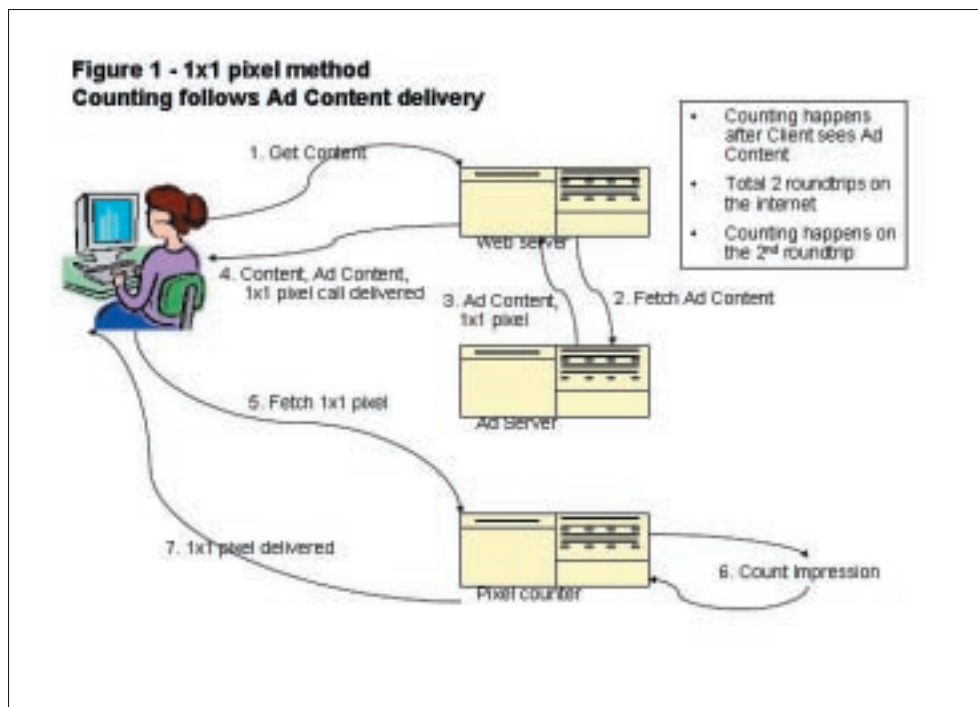 Figure 1 - 1x1 pixel method
Counting follows Ad Content delivery
• Counting happens
after Client sees Ad
Content
• Total 2 roundtrips on
the internet
• Counting happens on
the 2nd roundtrip
1. Get Content
Web server
4. Content, Ad Content,
1x1 pixel call delivered
3. Ad Content,
1x1 pixel
2. Fetch Ad Content
Ad Server
5. Fetch 1x1 pixel
7. 1x1 pixel delivered
Pixel counter
6. Count Impression